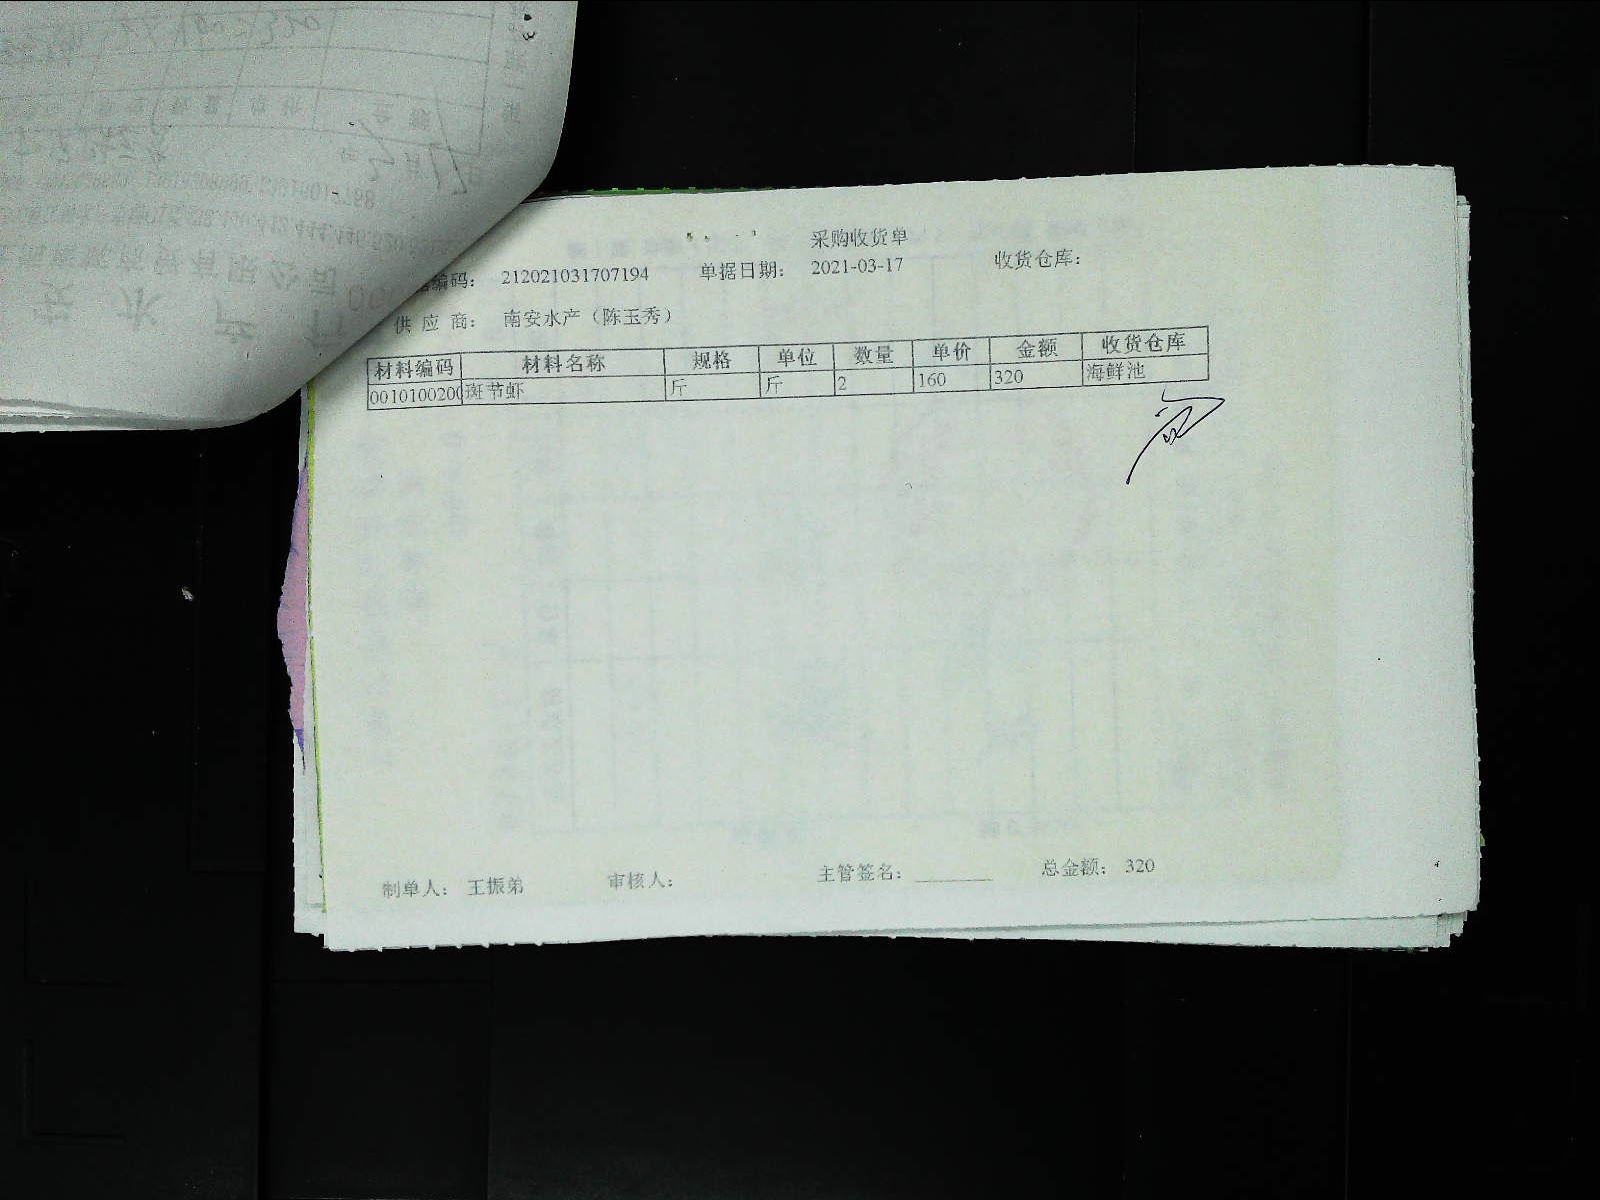 采购收货单
编码: 212021031707194 单据日期: 2021-03-17 收货仓库:
供 应 商: 南安水产（陈玉秀）
材料编码 材料名称 规格 单位 数量 单价 金额 收货仓库
0010100200 斑节虾 斤 斤 2 160 320 海鲜池
制单人: 王振弟 审核人: 主管签名: ________ 总金额: 320